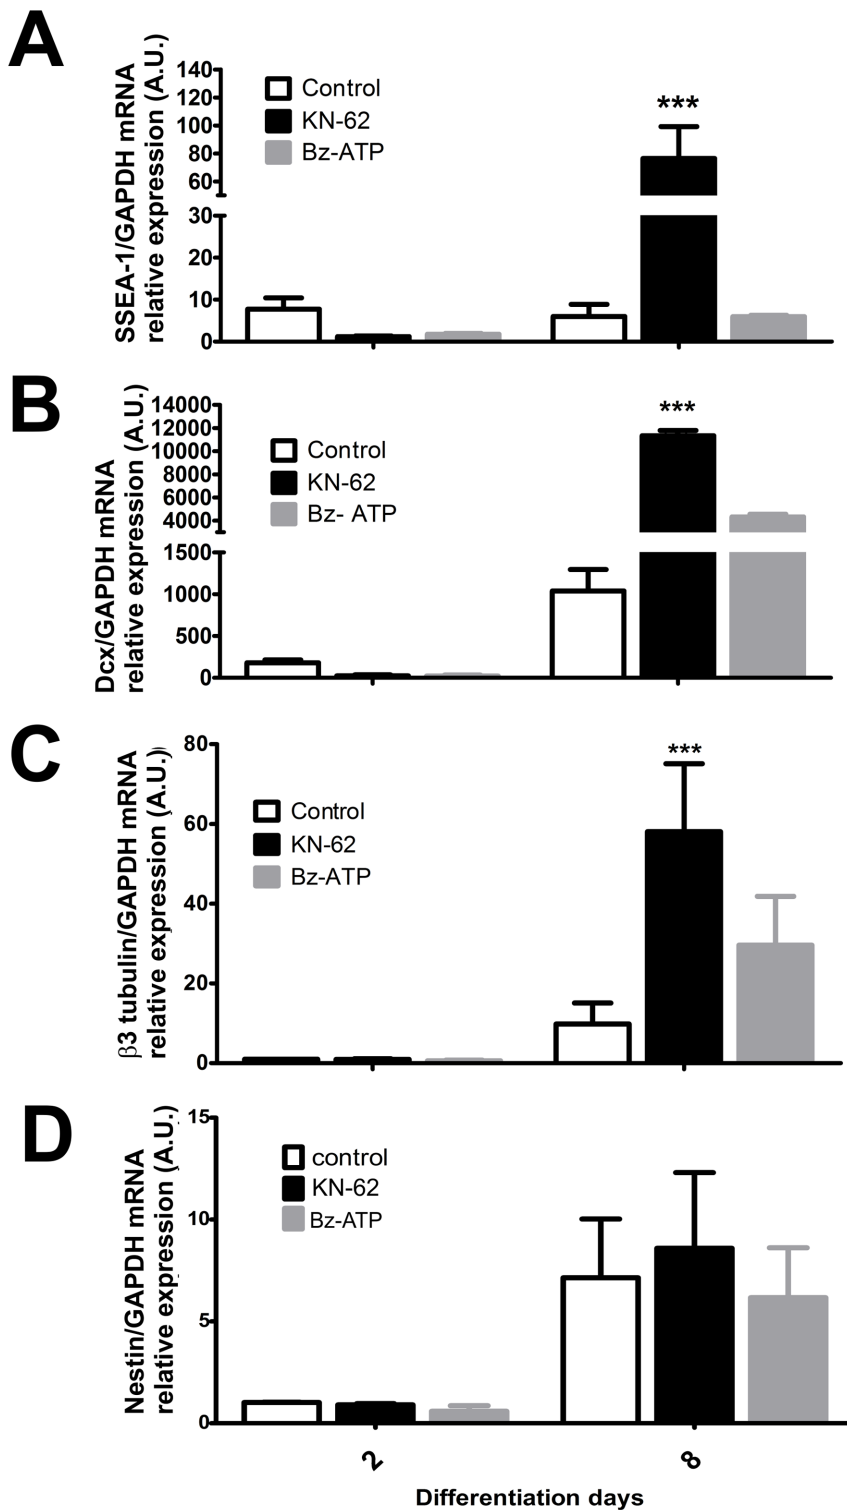 A
SSEA-1/GAPDH mRNA
relative expression (A.U.)
140
120
100
80
60
30
20
10
0
Control
KN-62
Bz-ATP
***
B
Dcx/GAPDH mRNA
relative expression (A.U.)
14000
12000
10000
8000
6000
4000
1500
1000
500
0
Control
KN-62
Bz- ATP
***
C
β3 tubulin/GAPDH mRNA
relative expression (A.U.)
80
60
40
20
0
Control
KN-62
Bz-ATP
***
D
Nestin/GAPDH mRNA
relative expression (A.U.)
15
10
5
0
control
KN-62
Bz-ATP
2
8
Differentiation days